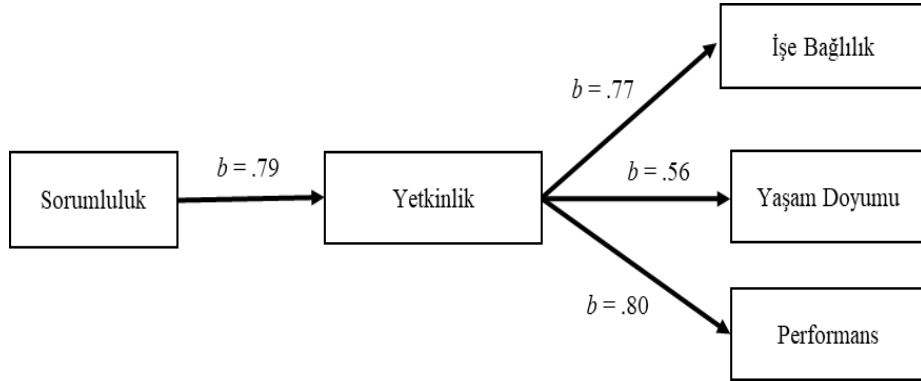 İşe Bağlılık
b = .77
b = .79
b = .56
Sorumluluk
Yetkinlik
Yaşam Doyumu
b = .80
Performans